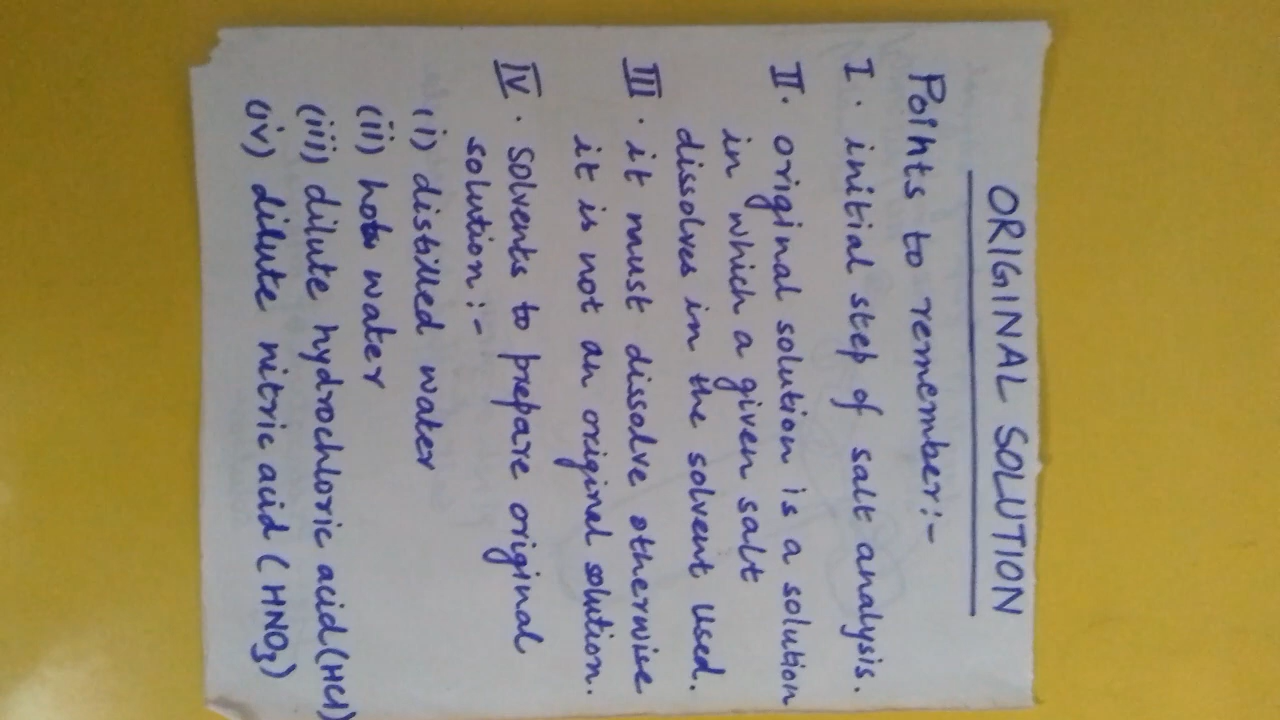 ORIGINAL SOLUTION
Points to remember:-
I. initial step of salt analysis.
II. original solution is a solution
in which a given salt
dissolves in the solvent used.
III. it must dissolve otherwise
it is not an original solution.
IV. solvents to prepare original
solution:-
(i) distilled water
(ii) hot water
(iii) dilute hydrochloric acid (HCl)
(iv) dilute nitric acid (HNO3)